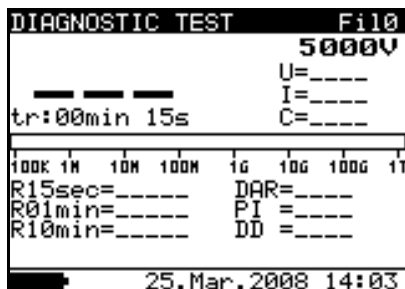 DIAGNOSTIC TEST Fil0
5000V
U=____
I=____
tr:00min 15s C=____
100K 1M 10M 100M 1G 10G 100G 1T
R15sec=_____ DAR=____
R01min=_____ PI =____
R10min=_____ DD =____
25.Mar.2008 14:03